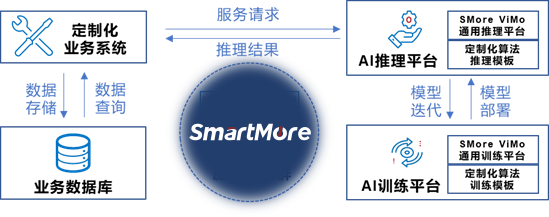 定制化
业务系统
服务请求
推理结果
AI推理平台
SMore ViMo
通用推理平台
定制化算法
推理模板
数据
存储
数据
查询
SmartMore
模型
迭代
模型
部署
业务数据库
AI训练平台
SMore ViMo
通用训练平台
定制化算法
训练模板